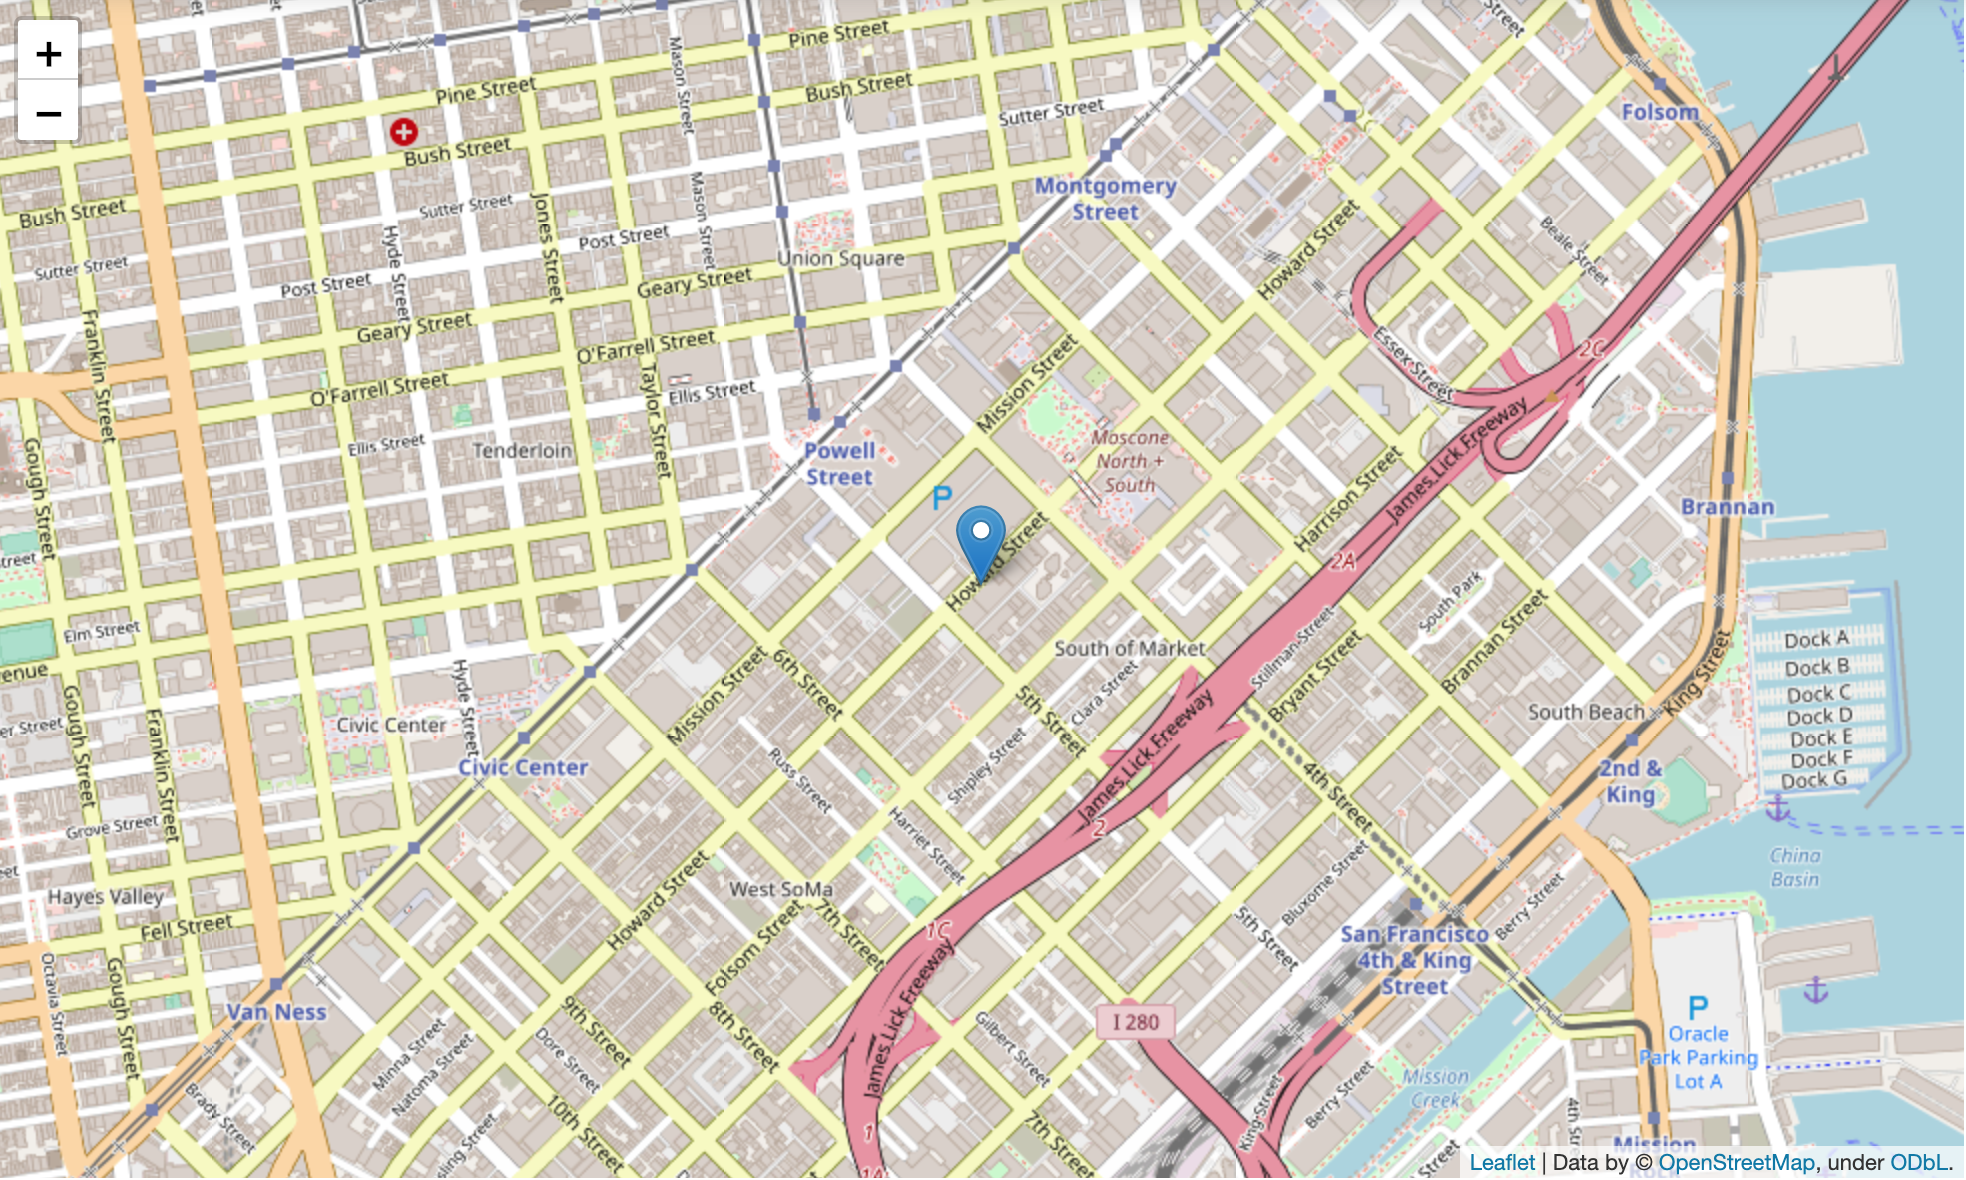 +
−
Pine Street
Bush Street
Sutter Street
Pine Street
Bush Street
Mason Street
Folsom
Montgomery
Street
Bush Street
Sutter Street
Jones Street
Mason Street
Post Street
Union Square
Hyde Street
Howard Street
Beale Street
Sutter Street
Post Street
Geary Street
Geary Street
O'Farrell Street
Franklin Street
Essex Street
2C
Mission Street
O'Farrell Street
Ellis Street
Taylor Street
James Lick Freeway
Ellis Street
Tenderloin
Powell
Street
Moscone
North +
South
Gough Street
Harrison Street
P
Brannan
Howard Street
2A
South Park
Brannan Street
Elm Street
Stillman Street
South of Market
Bryant Street
Dock A
Dock B
Dock C
Dock D
Dock E
Dock F
Dock G
King Street
South Beach
6th Street
Mission Street
5th Street
Clara Street
Hyde Street
Civic Center
Civic Center
Gough Street
Franklin Street
Russ Street
Shipley Street
James Lick Freeway
2
4th Street
2nd &
King
Grove Street
Harriet Street
China
Basin
Hayes Valley
Fell Street
West SoMa
Howard Street
Folsom Street
7th Street
1C
Bluxome Street
Berry Street
5th Street
San Francisco
4th & King
Street
Octavia Street
Gough Street
Van Ness
James Lick Freeway
I 280
P
Oracle
Park Parking
Lot A
9th Street
8th Street
Gilbert Street
Minna Street
Natoma Street
Dore Street
Brady Street
Mission
Creek
Berry Street
King Street
10th Street
7th Street
1
1A
Mission
Leaflet | Data by © OpenStreetMap, under ODbL.